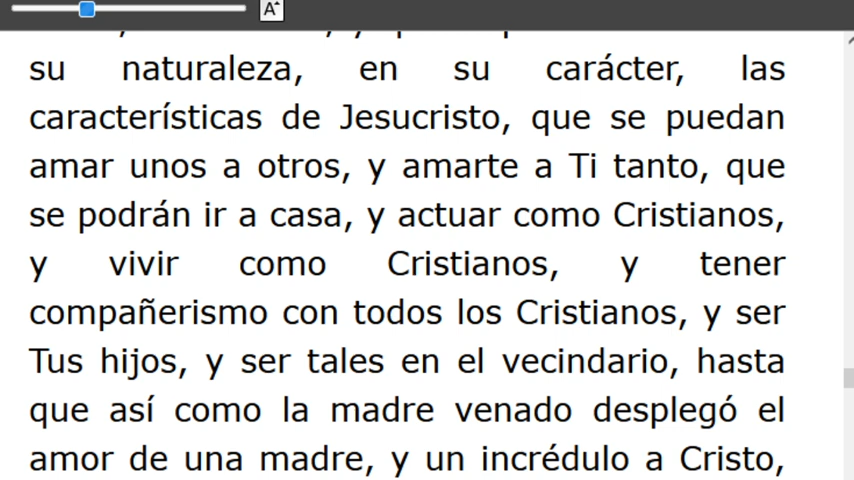 A
su naturaleza, en su carácter, las
características de Jesucristo, que se puedan
amar unos a otros, y amarte a Ti tanto, que
se podrán ir a casa, y actuar como Cristianos,
y vivir como Cristianos, y tener
compañerismo con todos los Cristianos, y ser
Tus hijos, y ser tales en el vecindario, hasta
que así como la madre venado desplegó el
amor de una madre, y un incrédulo a Cristo,